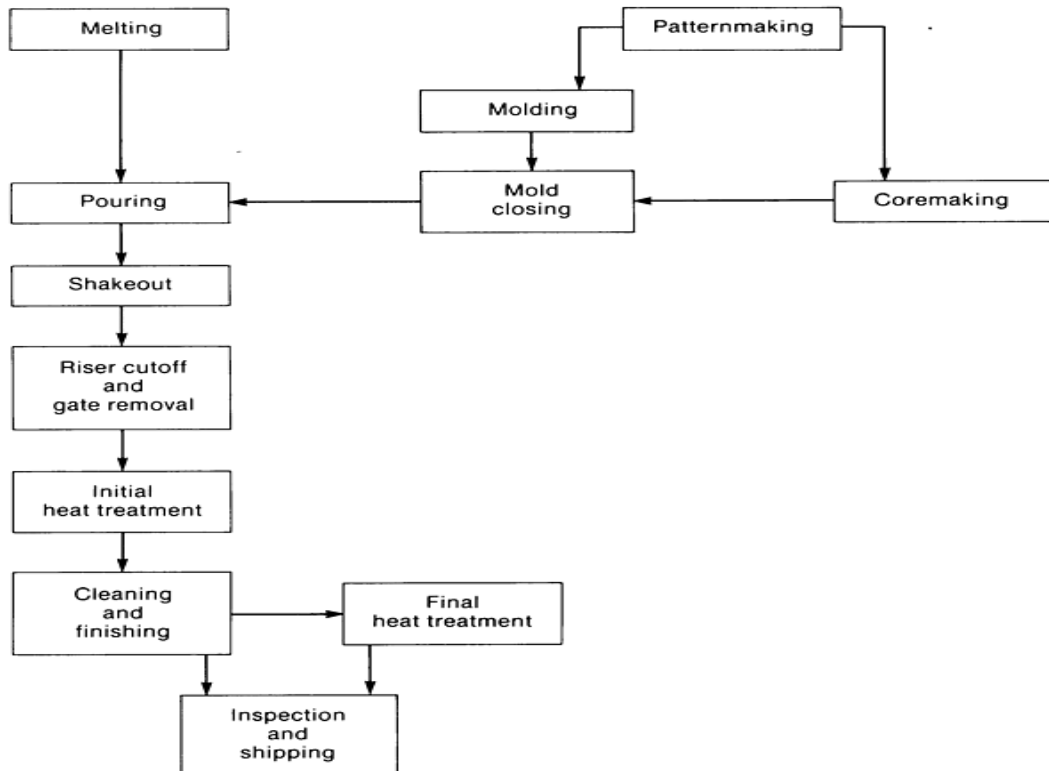 Melting
Patternmaking
Molding
Pouring
Mold
closing
Coremaking
Shakeout
Riser cutoff
and
gate removal
Initial
heat treatment
Cleaning
and
finishing
Final
heat treatment
Inspection
and
shipping